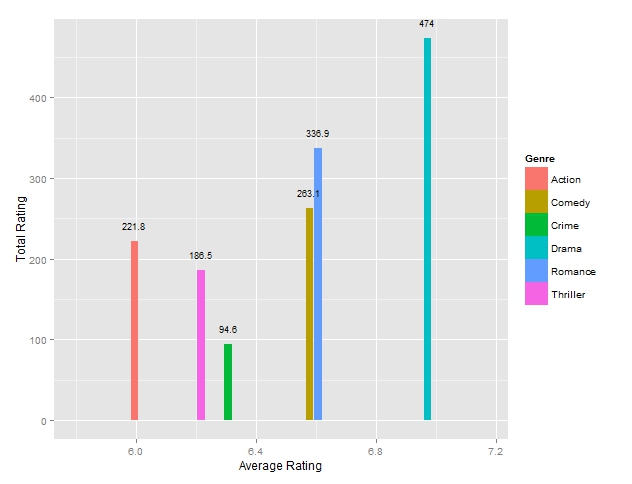 474
336.9
263.1
221.8
186.5
94.6
400
300
200
100
0
Total Rating
6.0 6.4 6.8 7.2
Average Rating
Genre
Action
Comedy
Crime
Drama
Romance
Thriller